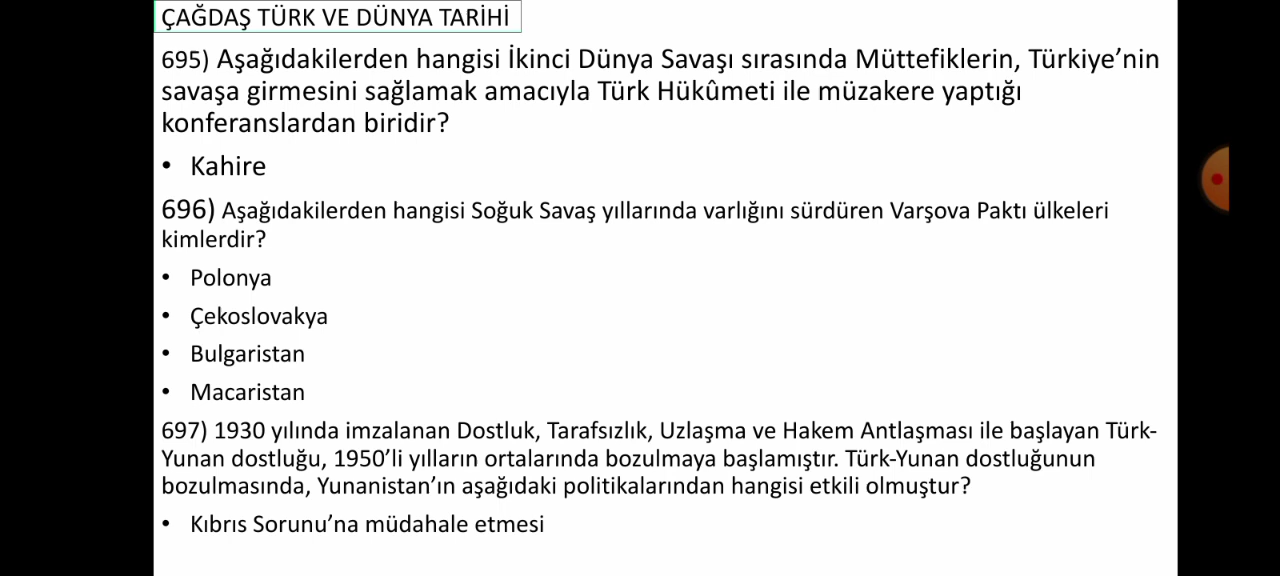 ÇAĞDAŞ TÜRK VE DÜNYA TARİHİ
695) Aşağıdakilerden hangisi İkinci Dünya Savaşı sırasında Müttefiklerin, Türkiye’nin
savaşa girmesini sağlamak amacıyla Türk Hükûmeti ile müzakere yaptığı
konferanslardan biridir?
• Kahire
696) Aşağıdakilerden hangisi Soğuk Savaş yıllarında varlığını sürdüren Varşova Paktı ülkeleri
kimlerdir?
• Polonya
• Çekoslovakya
• Bulgaristan
• Macaristan
697) 1930 yılında imzalanan Dostluk, Tarafsızlık, Uzlaşma ve Hakem Antlaşması ile başlayan Türk-
Yunan dostluğu, 1950’li yılların ortalarında bozulmaya başlamıştır. Türk-Yunan dostluğunun
bozulmasında, Yunanistan’ın aşağıdaki politikalarından hangisi etkili olmuştur?
• Kıbrıs Sorunu’na müdahale etmesi